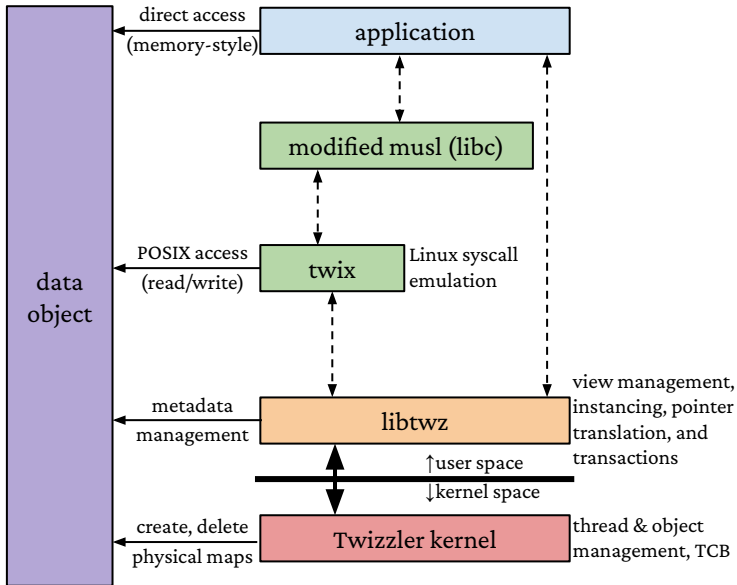 direct access
(memory-style)
application
modified musl (libc)
POSIX access
(read/write)
twix
Linux syscall
emulation
data
object
metadata
management
libtwz
view management,
instancing, pointer
translation, and
transactions
↑user space
↓kernel space
create, delete
physical maps
Twizzler kernel
thread & object
management, TCB